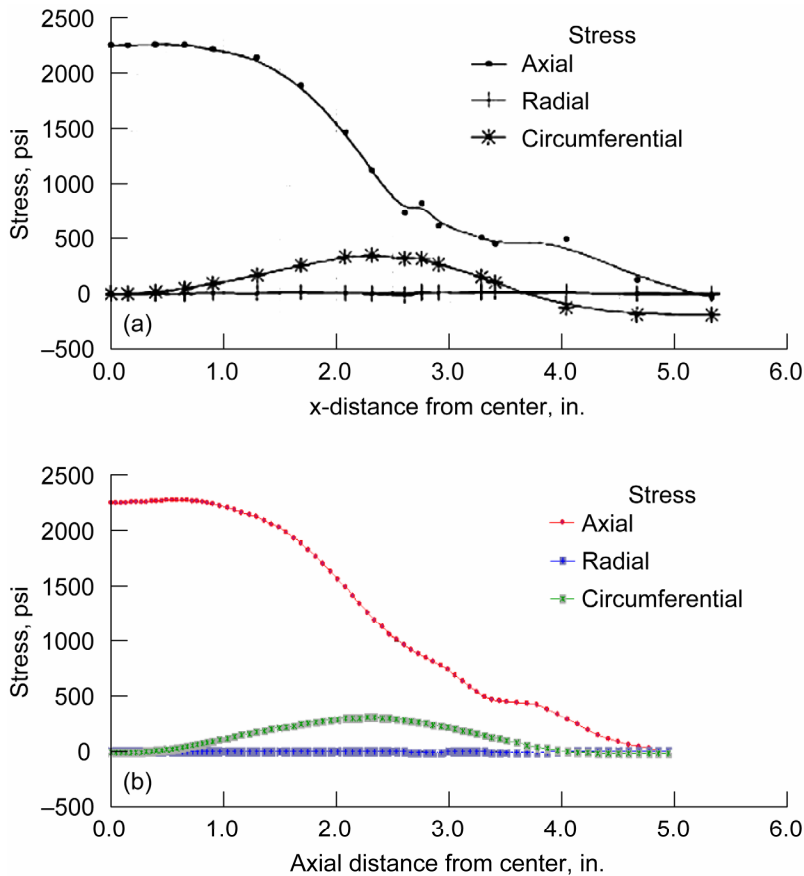 2500
Stress
2000
Axial
Radial
1500
Circumferential
Stress, psi
1000
500
0
(a)
–500
0.0 1.0 2.0 3.0 4.0 5.0 6.0
x-distance from center, in.
2500
Stress
2000
Axial
Radial
1500
Circumferential
Stress, psi
1000
500
0
(b)
–500
0.0 1.0 2.0 3.0 4.0 5.0 6.0
Axial distance from center, in.